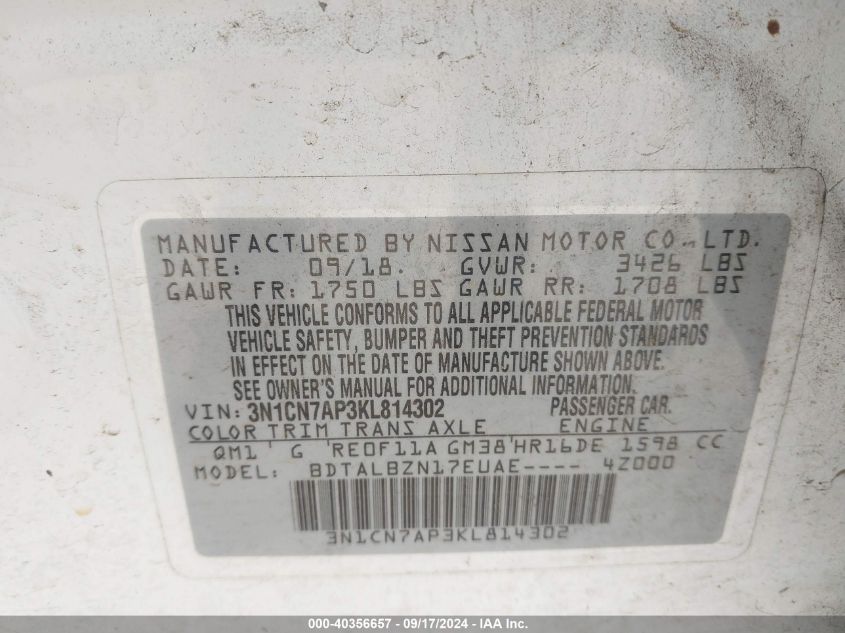 MANUFACTURED BY NISSAN MOTOR CO., LTD.
DATE: 09/18. GVWR: 3426 LBS
GAWR FR: 1750 LBS GAWR RR: 1708 LBS
THIS VEHICLE CONFORMS TO ALL APPLICABLE FEDERAL MOTOR
VEHICLE SAFETY, BUMPER AND THEFT PREVENTION STANDARDS
IN EFFECT ON THE DATE OF MANUFACTURE SHOWN ABOVE.
SEE OWNER'S MANUAL FOR ADDITIONAL INFORMATION.
VIN: 3N1CN7AP3KL814302 PASSENGER CAR.
COLOR TRIM TRANS AXLE ENGINE
QM1 G RE0F11A GM38 HR16DE 1598 CC
MODEL: BDTALBZN17EUAE---- 4Z000
3N1CN7AP3KL814302
000-40356657 - 09/17/2024 - IAA Inc.